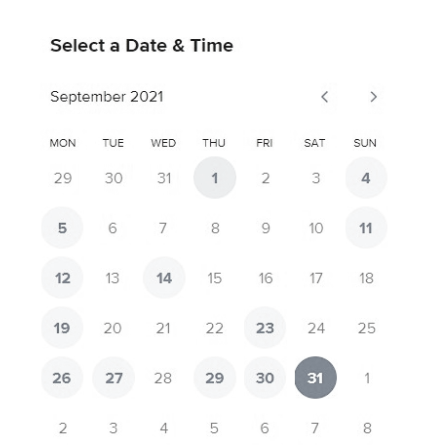 Select a Date & Time
September 2021
MON TUE WED THU FRI SAT SUN
29 30 31 1 2 3 4
5 6 7 8 9 10 11
12 13 14 15 16 17 18
19 20 21 22 23 24 25
26 27 28 29 30 31 1
2 3 4 5 6 7 8